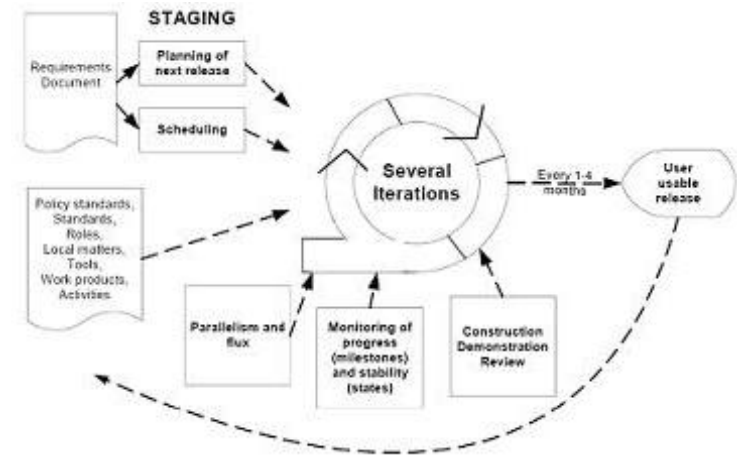 STAGING
Requirements
Document
Planning of
next release
Scheduling
Several
Iterations
Every 1-4
months
User
usable
release
Policy standards,
Standards,
Roles,
Local matters,
Tools,
Work products,
Activities
Parallelism and
flux
Monitoring of
progress
(milestones)
and stability
(states)
Construction
Demonstration
Review